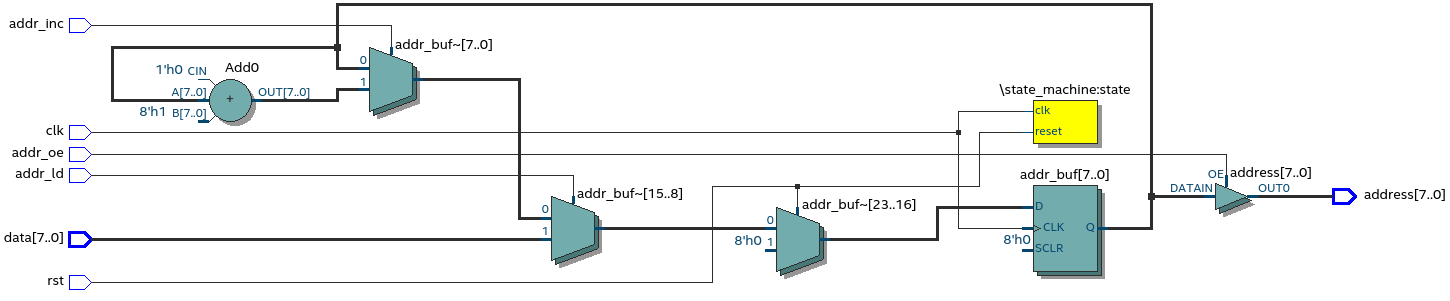 addr_inc
addr_buf~[7..0]
0
1
1'h0 CIN
Add0
A[7..0]
+
OUT[7..0]
8'h1 B[7..0]
\state_machine:state
clk
reset
clk
addr_oe
addr_ld
addr_buf~[15..8]
0
1
addr_buf~[23..16]
0
8'h0 1
addr_buf[7..0]
D
CLK
Q
8'h0 SCLR
OE address[7..0]
DATAIN
OUT0
address[7..0]
data[7..0]
rst